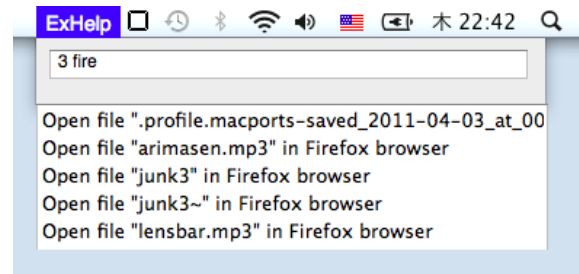 ExHelp 木 22:42
3 fire
Open file ".profile.macports-saved_2011-04-03_at_00
Open file "arimasen.mp3" in Firefox browser
Open file "junk3" in Firefox browser
Open file "junk3~" in Firefox browser
Open file "lensbar.mp3" in Firefox browser